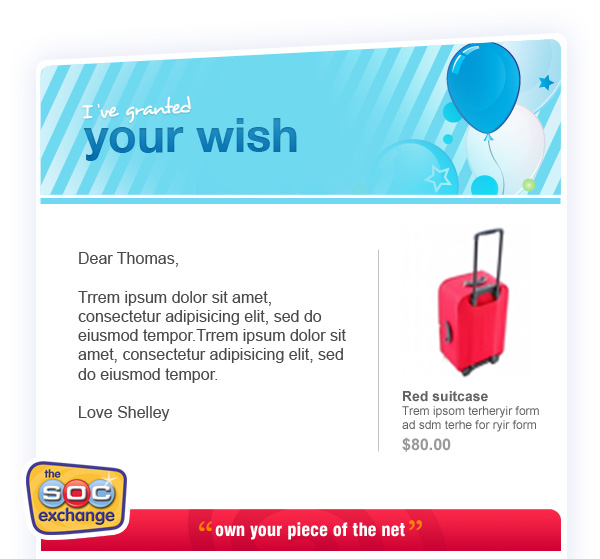 I've granted
your wish
Dear Thomas,
Trrem ipsum dolor sit amet,
consectetur adipisicing elit, sed do
eiusmod tempor.Trrem ipsum dolor sit
amet, consectetur adipisicing elit, sed
do eiusmod tempor.
Love Shelley
Red suitcase
Trem ipsom terheryir form
ad sdm terhe for ryir form
$80.00
the
SOC
exchange
“own your piece of the net”